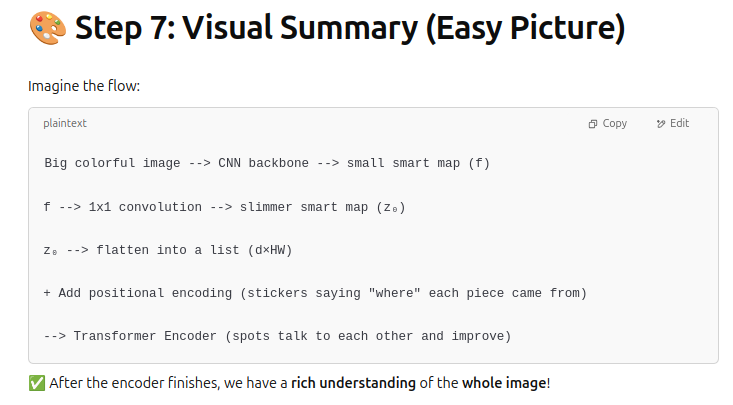 🎨 Step 7: Visual Summary (Easy Picture)
Imagine the flow:
plaintext
Copy
Edit
Big colorful image --> CNN backbone --> small smart map (f)
f --> 1x1 convolution --> slimmer smart map (z₀)
z₀ --> flatten into a list (d×HW)
+ Add positional encoding (stickers saying "where" each piece came from)
--> Transformer Encoder (spots talk to each other and improve)
✅ After the encoder finishes, we have a rich understanding of the whole image!